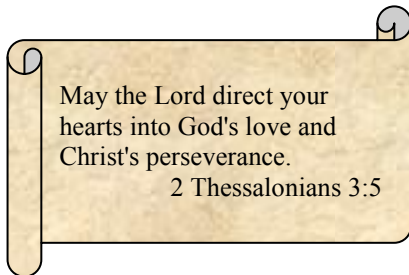 May the Lord direct your
hearts into God's love and
Christ's perseverance.
2 Thessalonians 3:5